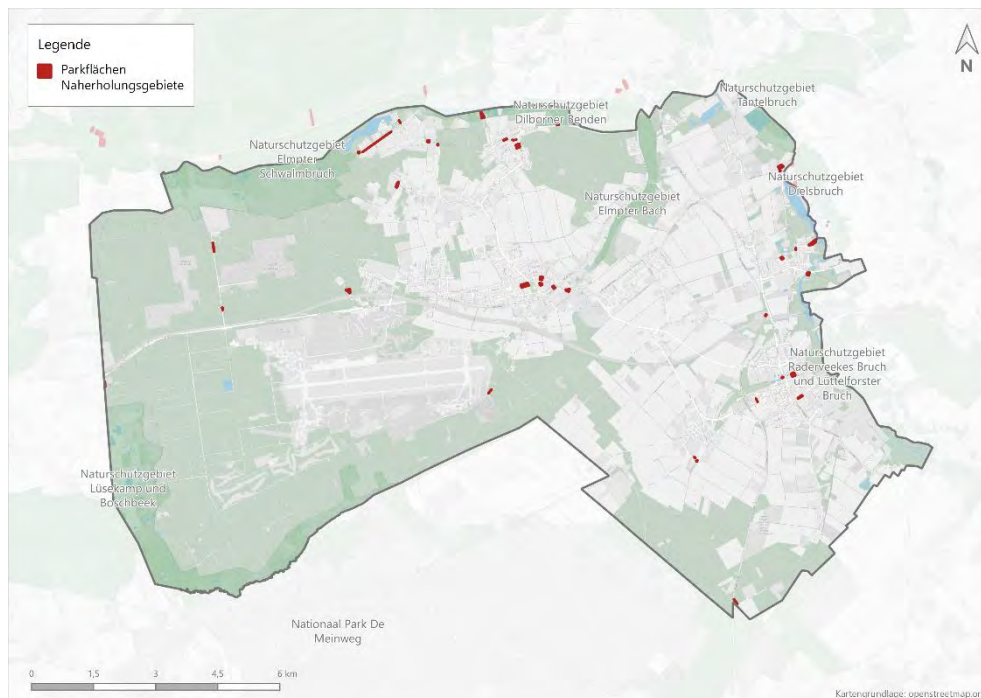 Legende
Parkflächen
Naherholungsgebiete
N
Naturschutzgebiet
Tantelbruch
Naturschutzgebiet
Dilborner Benden
Naturschutzgebiet
Elmpter
Schwalmbruch
Naturschutzgebiet
Dielsbruch
Naturschutzgebiet
Elmpter Bach
Naturschutzgebiet
Raderveekes Bruch
und Lüttelforster
Bruch
Naturschutzgebiet
Lüsekamp und
Boschbeek
Nationaal Park De
Meinweg
0 1,5 3 4,5 6 km
Kartengrundlage: openstreetmap.or